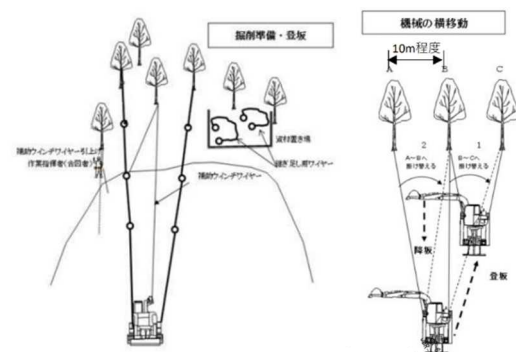 掘削準備・登坂
資材置き場
継ぎ足し用ワイヤー
補助ウインチワイヤー引上げ
作業指揮者(合図者)
補助ウインチワイヤー
機械の横移動
10m程度
A
B
C
2
1
A~Bへ
掛け替える
B~Cへ
掛け替える
降坂
登坂